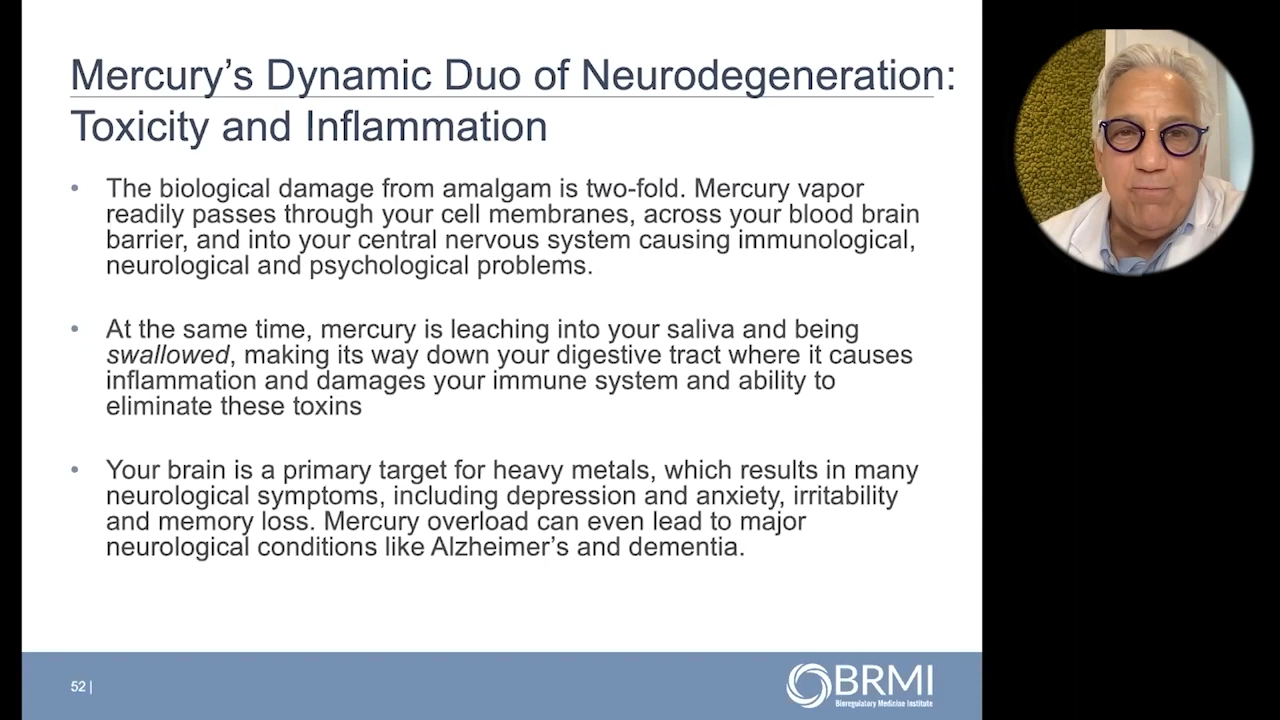 Mercury's Dynamic Duo of Neurodegeneration:
Toxicity and Inflammation
• The biological damage from amalgam is two-fold. Mercury vapor
readily passes through your cell membranes, across your blood brain
barrier, and into your central nervous system causing immunological,
neurological and psychological problems.
• At the same time, mercury is leaching into your saliva and being
swallowed, making its way down your digestive tract where it causes
inflammation and damages your immune system and ability to
eliminate these toxins
• Your brain is a primary target for heavy metals, which results in many
neurological symptoms, including depression and anxiety, irritability
and memory loss. Mercury overload can even lead to major
neurological conditions like Alzheimer's and dementia.
52 |
BRMI
Bioregulatory Medicine Institute